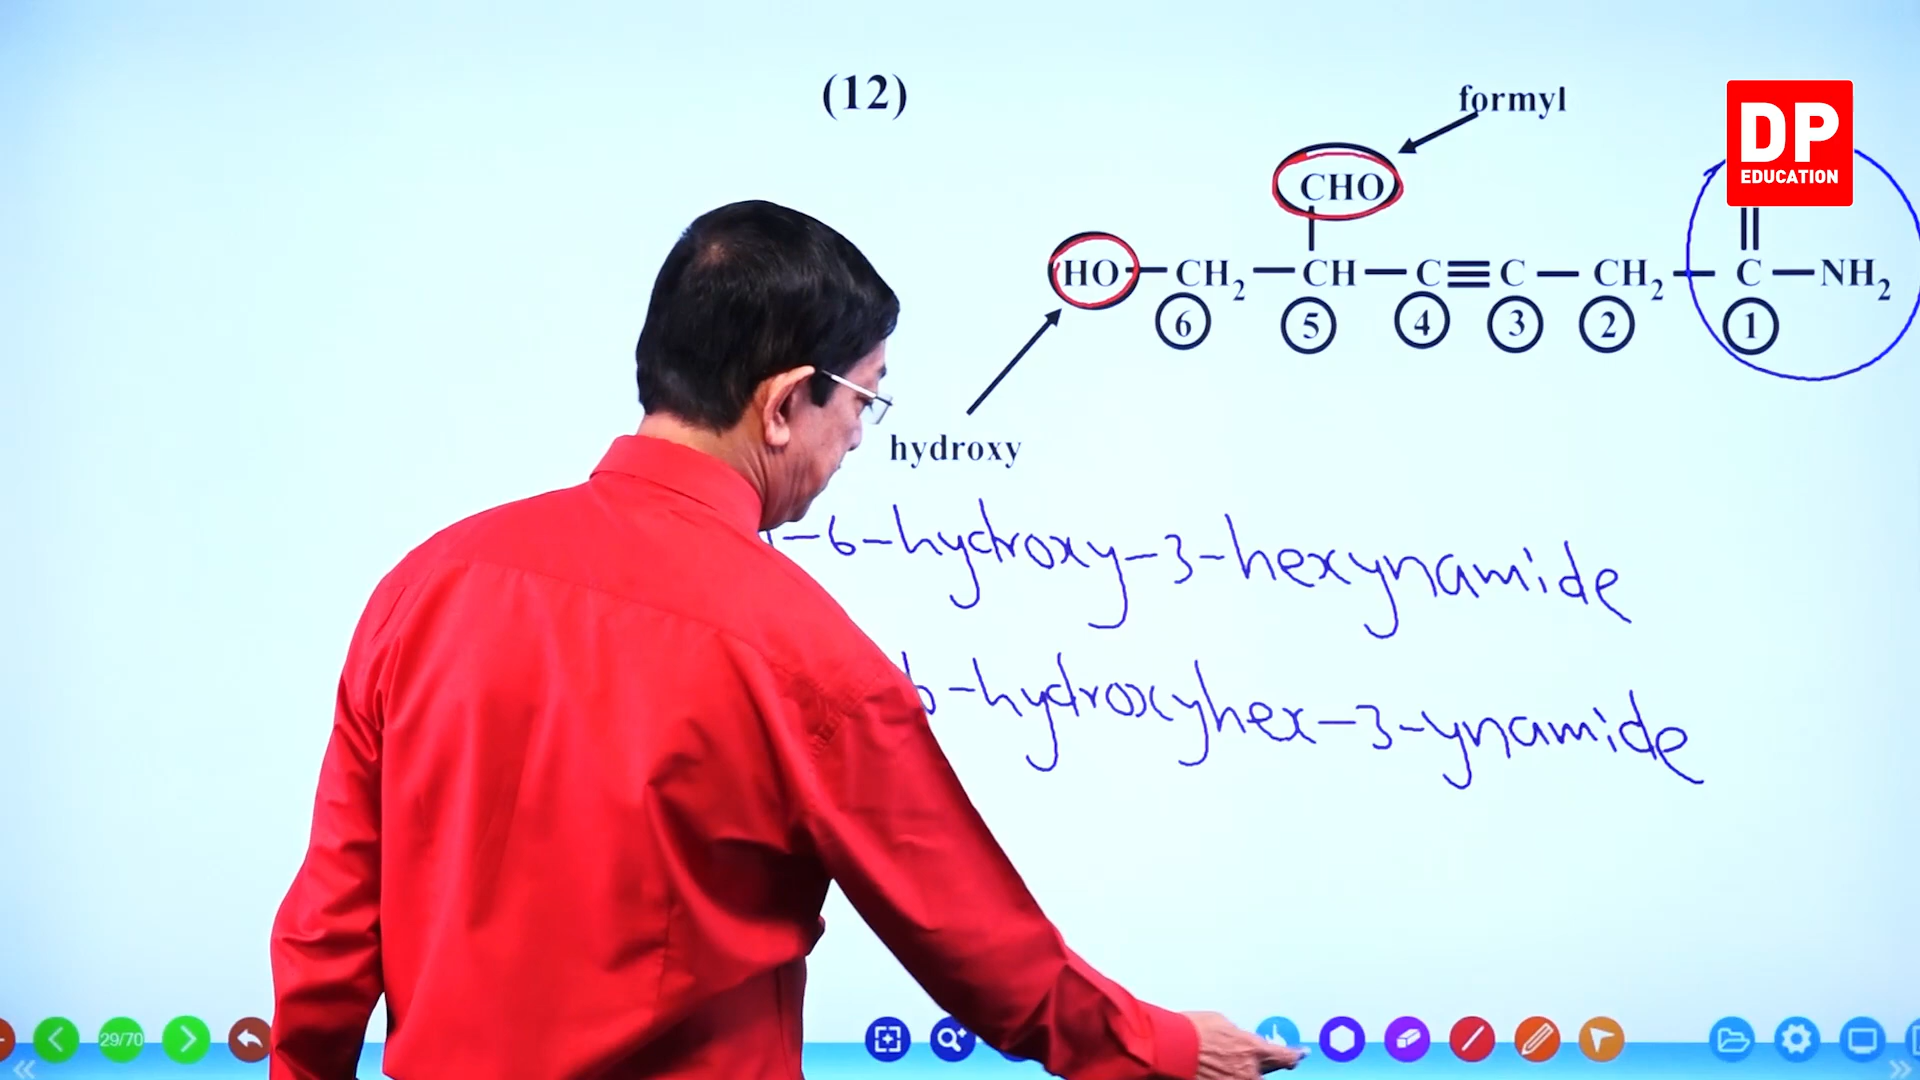 (12)
formyl
DP
EDUCATION
CHO
HO—CH₂—CH—C≡C—CH₂—C—NH₂
6 5 4 3 2 1
hydroxy
-6-hydroxy-3-hexynamide
6-hydroxyhex-3-ynamide
29/70